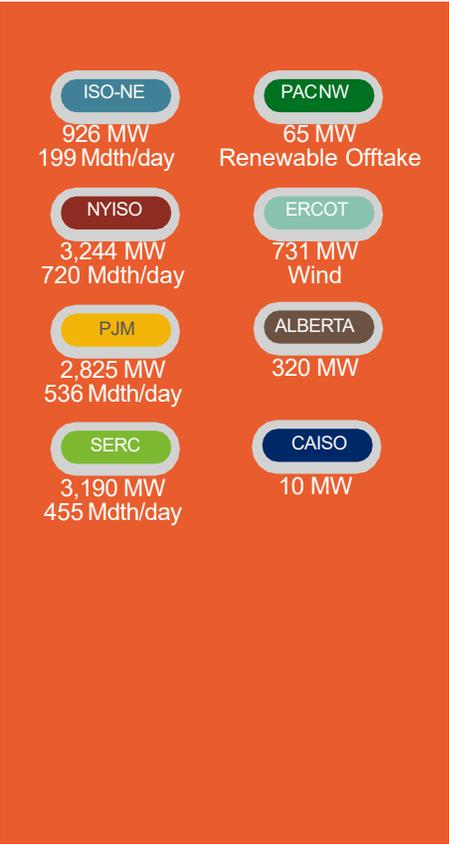 ISO-NE
926 MW
199 Mdth/day
PACNW
65 MW
Renewable Offtake
NYISO
3,244 MW
720 Mdth/day
ERCOT
731 MW
Wind
PJM
2,825 MW
536 Mdth/day
ALBERTA
320 MW
SERC
3,190 MW
455 Mdth/day
CAISO
10 MW